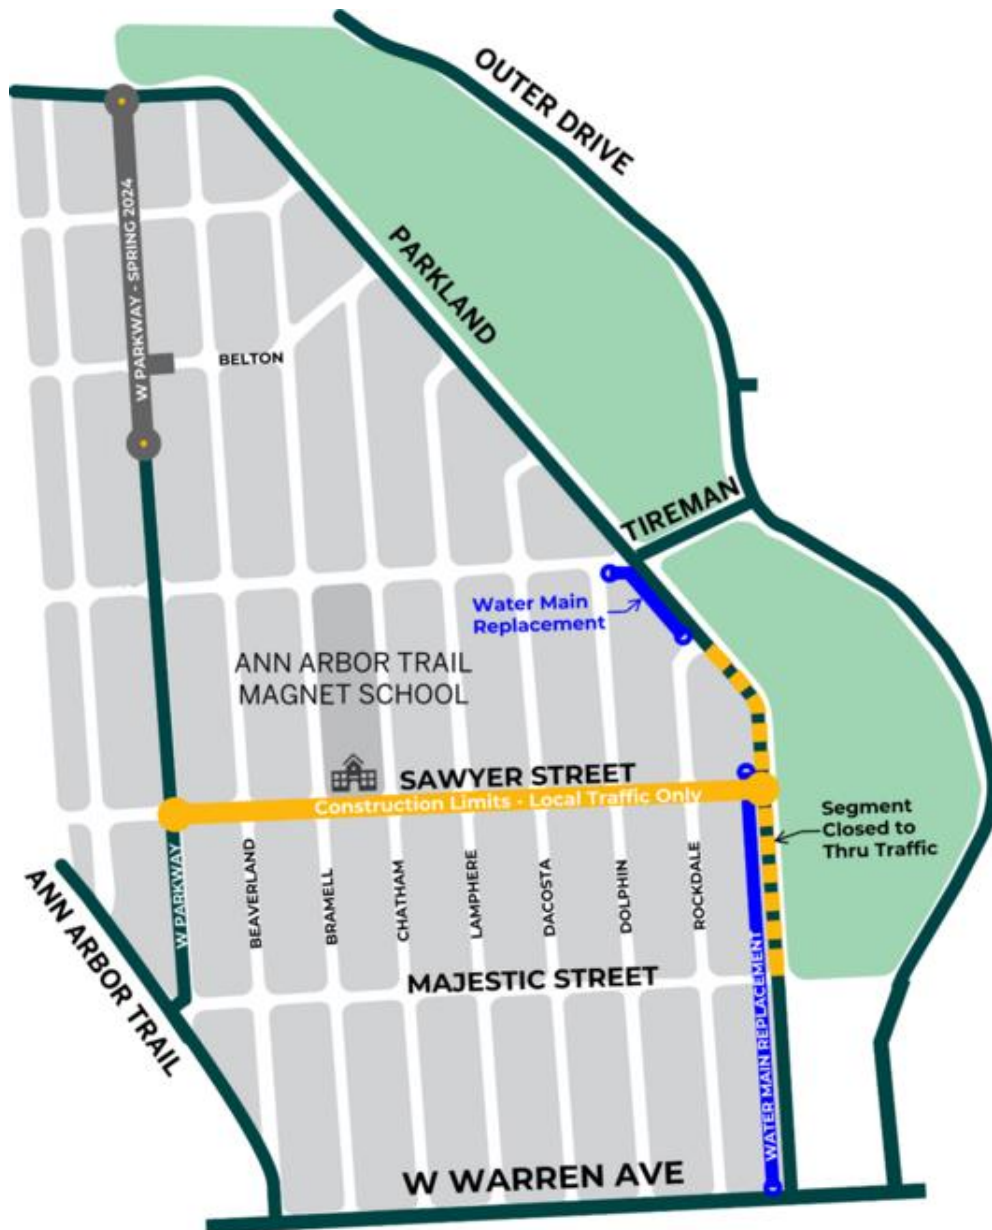 OUTER DRIVE
PARKLAND
W PARKWAY - SPRING 2024
BELTON
TIREMAN
Water Main
Replacement
ANN ARBOR TRAIL
MAGNET SCHOOL
SAWYER STREET
Construction Limits - Local Traffic Only
Segment
Closed to
Thru Traffic
W PARKWAY
BEAVERLAND
BRAMELL
CHATHAM
LAMPHERE
DACOSTA
DOLPHIN
ROCKDALE
ANN ARBOR TRAIL
MAJESTIC STREET
WATER MAIN REPLACEMENT
W WARREN AVE